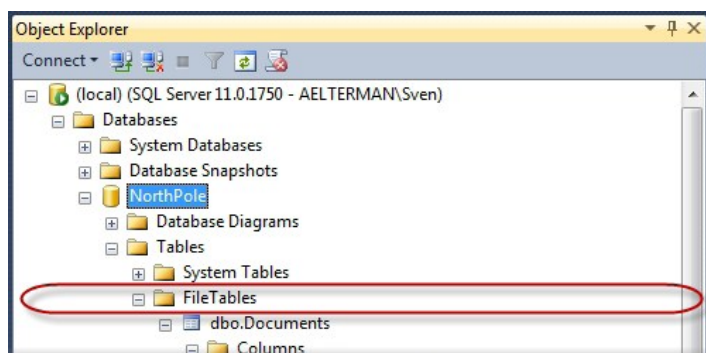 Object Explorer
Connect
(local) (SQL Server 11.0.1750 - AELTERMAN\Sven)
Databases
System Databases
Database Snapshots
NorthPole
Database Diagrams
Tables
System Tables
FileTables
dbo.Documents
Columns